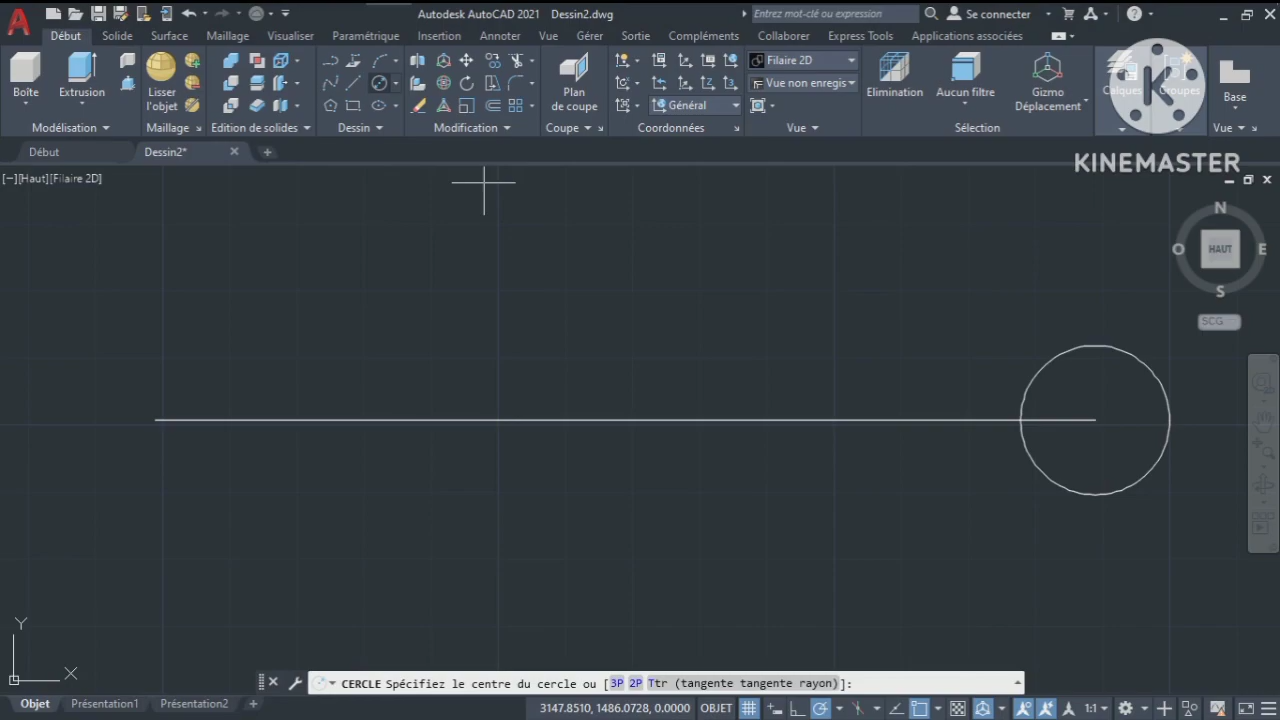 Autodesk AutoCAD 2021 Dessin2.dwg
Entrez mot-clé ou expression
Se connecter
Début Solide Surface Maillage Visualiser Paramétrique Insertion Annoter Vue Gérer Sortie Compléments Collaborer Express Tools Applications associées
Filaire 2D
Vue non enregis
Général
Boîte
Extrusion
Lisser
l'objet
Plan
de coupe
Elimination
Aucun filtre
Gizmo
Déplacement
Calques
Groupes
Base
Modélisation Maillage Edition de solides Dessin Modification Coupe Coordonnées Vue Sélection Vue
Début Dessin2* 
KINEMASTER
[−][Haut][Filaire 2D]
N
O HAUT E
S
SCG
Y
X
CERCLE Spécifiez le centre du cercle ou [3P 2P Ttr (tangente tangente rayon)]:
Objet Présentation1 Présentation2
3147.8510, 1486.0728, 0.0000 OBJET 1:1